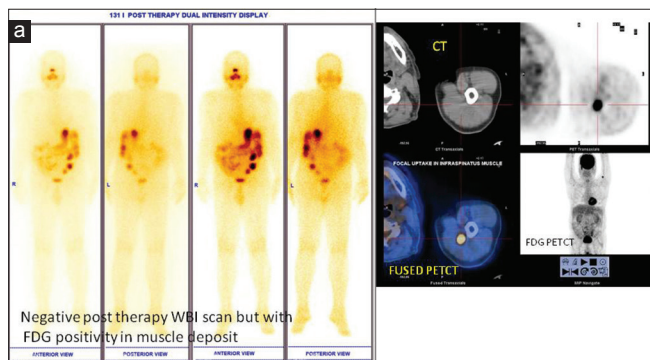 131 I POST THERAPY DUAL INTENSITY DISPLAY
a
R
L
R
L
Negative post therapy WBI scan but with
FDG positivity in muscle deposit
ANTERIOR VIEW
POSTERIOR VIEW
ANTERIOR VIEW
POSTERIOR VIEW
CT
CT Transaxials
PET Transaxials
FOCAL UPTAKE IN INFRASPINATUS MUSCLE
FUSED PETCT
Fused Transaxials
FDG PETCT
MIP Navigate